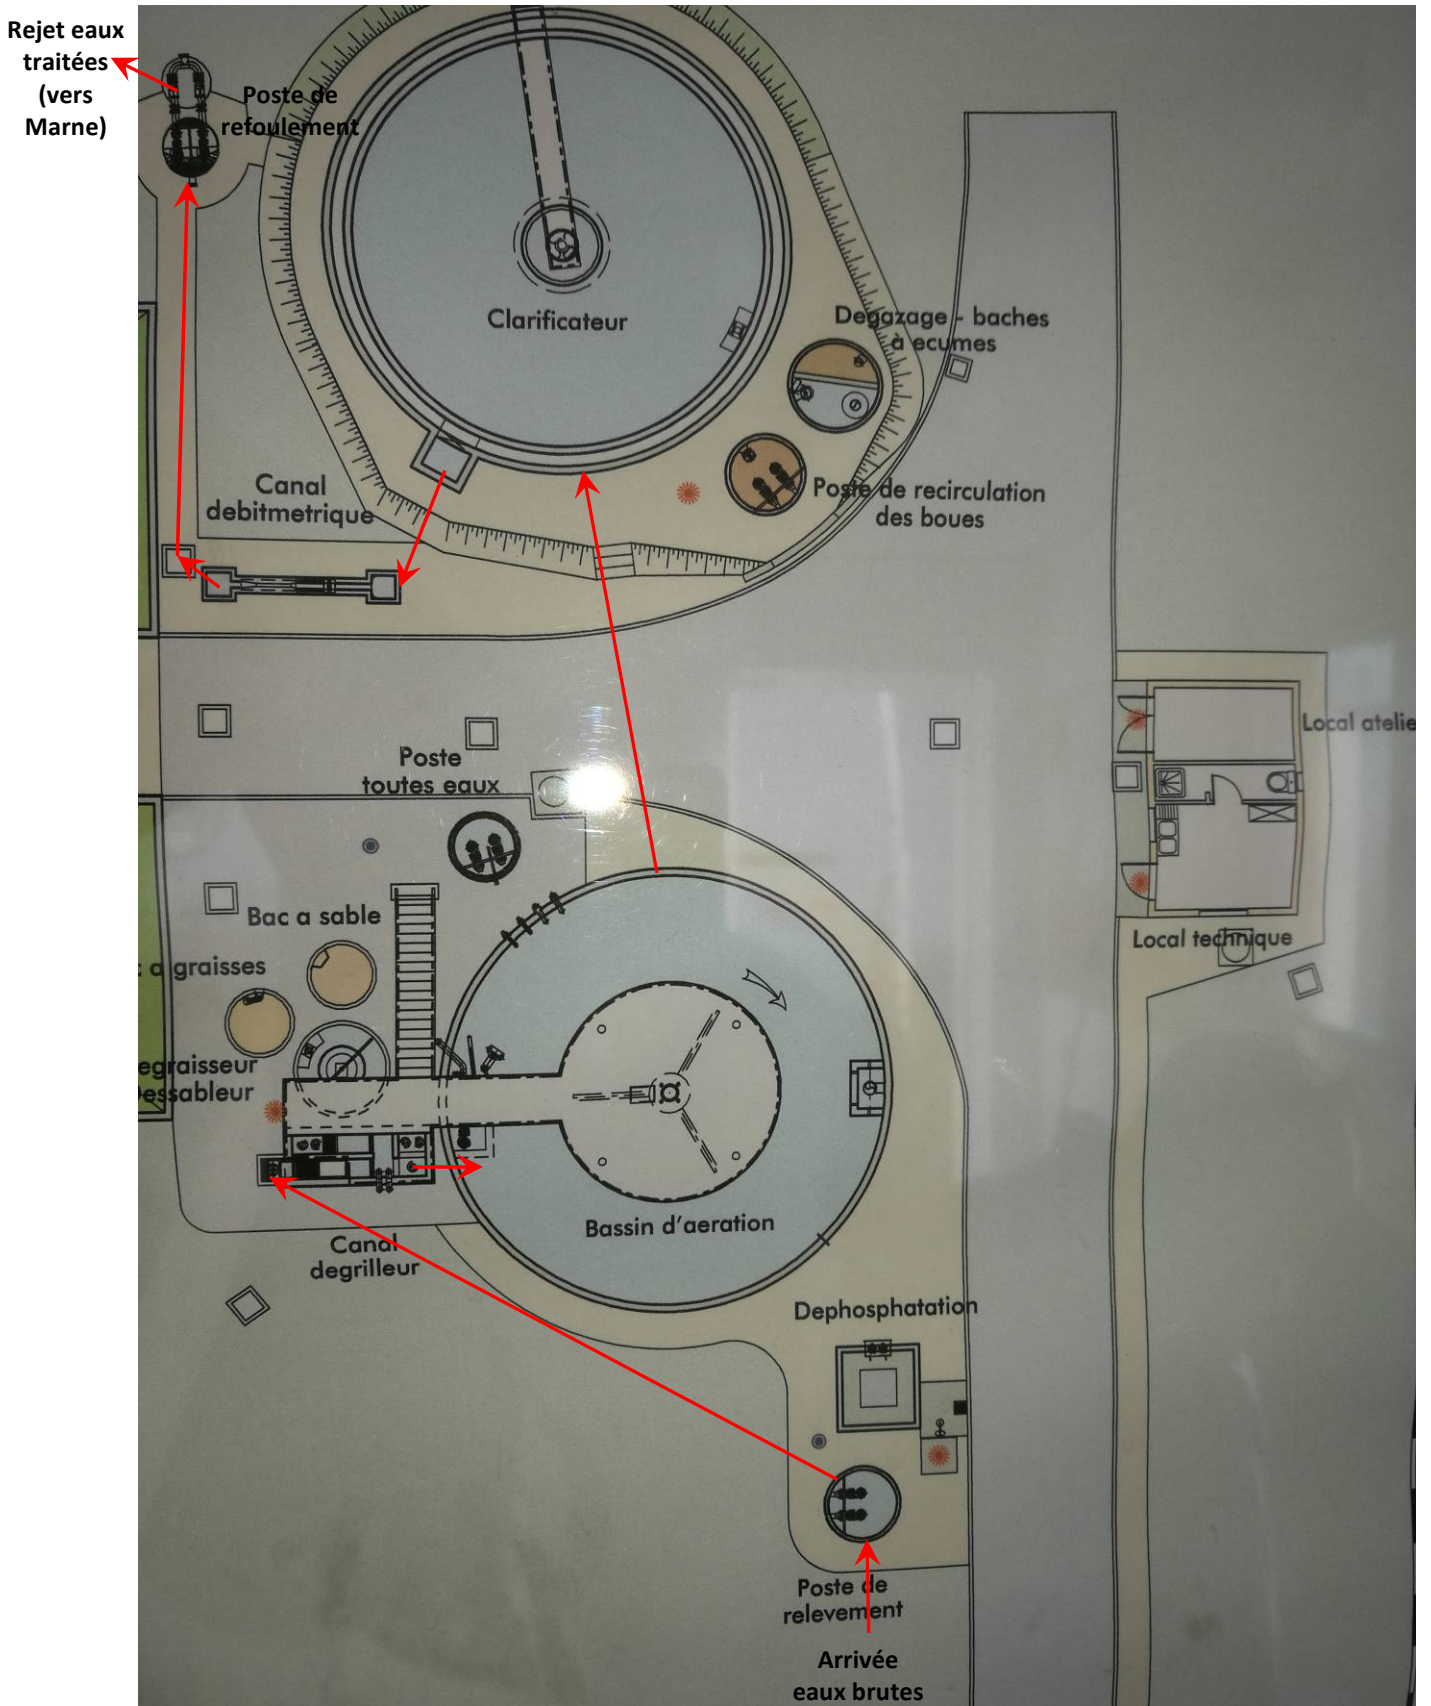 Rejet eaux
traitées
(vers
Marne)
Poste de
refoulement
Clarificateur
Degazage - baches
à ecumes
Canal
debitmetrique
Poste de recirculation
des boues
Local atelie
Poste
toutes eaux
Bac a sable
a graisses
Local technique
egraisseur
essableur
Bassin d'aeration
Canal
degrilleur
Dephosphatation
Poste de
relevement
Arrivée
eaux brutes